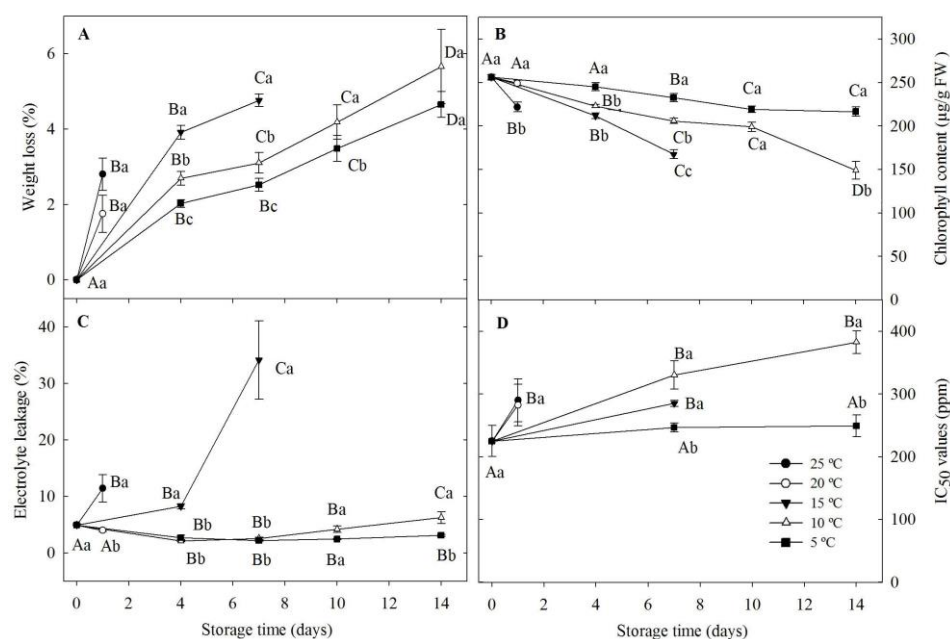 A
6
4
2
0
Weight loss (%)
Ba
Ba
Ba
Bb
Bc
Ca
Cb
Bc
Ca
Cb
Da
Da
Aa
B
300
250
200
150
100
50
0
Chlorophyll content (µg/g FW)
Aa
Aa
Bb
Aa
Bb
Bb
Ba
Cb
Cc
Ca
Ca
Ca
Db
C
40
30
20
10
0
Electrolyte leakage (%)
Aa
Ba
Ab
Ba
Bb
Bb
Ca
Bb
Bb
Ba
Ba
Ca
Bb
0 2 4 6 8 10 12 14
Storage time (days)
D
400
300
200
0
IC50 values (ppm)
Aa
Ba
Ba
Ba
Ab
Ba
Ab
25 ºC
20 ºC
15 ºC
10 ºC
5 ºC
0 2 4 6 8 10 12 14
Storage time (days)